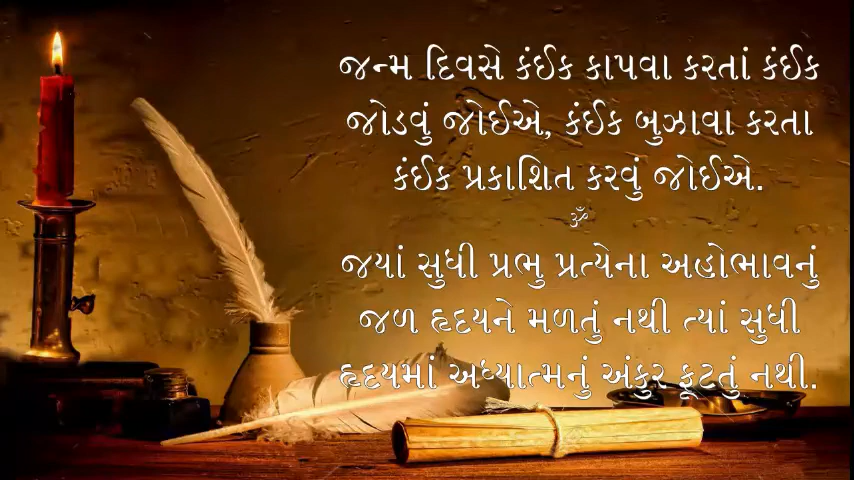 જન્મ દિવસે કંઈક કાપવા કરતાં કંઈક
જોડવું જોઈએ, કંઈક બુઝાવા કરતા
કંઈક પ્રકાશિત કરવું જોઈએ.
ૐ
જયાં સુધી પ્રભુ પ્રત્યેના અહોભાવનું
જળ હૃદયને મળતું નથી ત્યાં સુધી
હૃદયમાં અધ્યાત્મનું અંકુર ફૂટતું નથી.